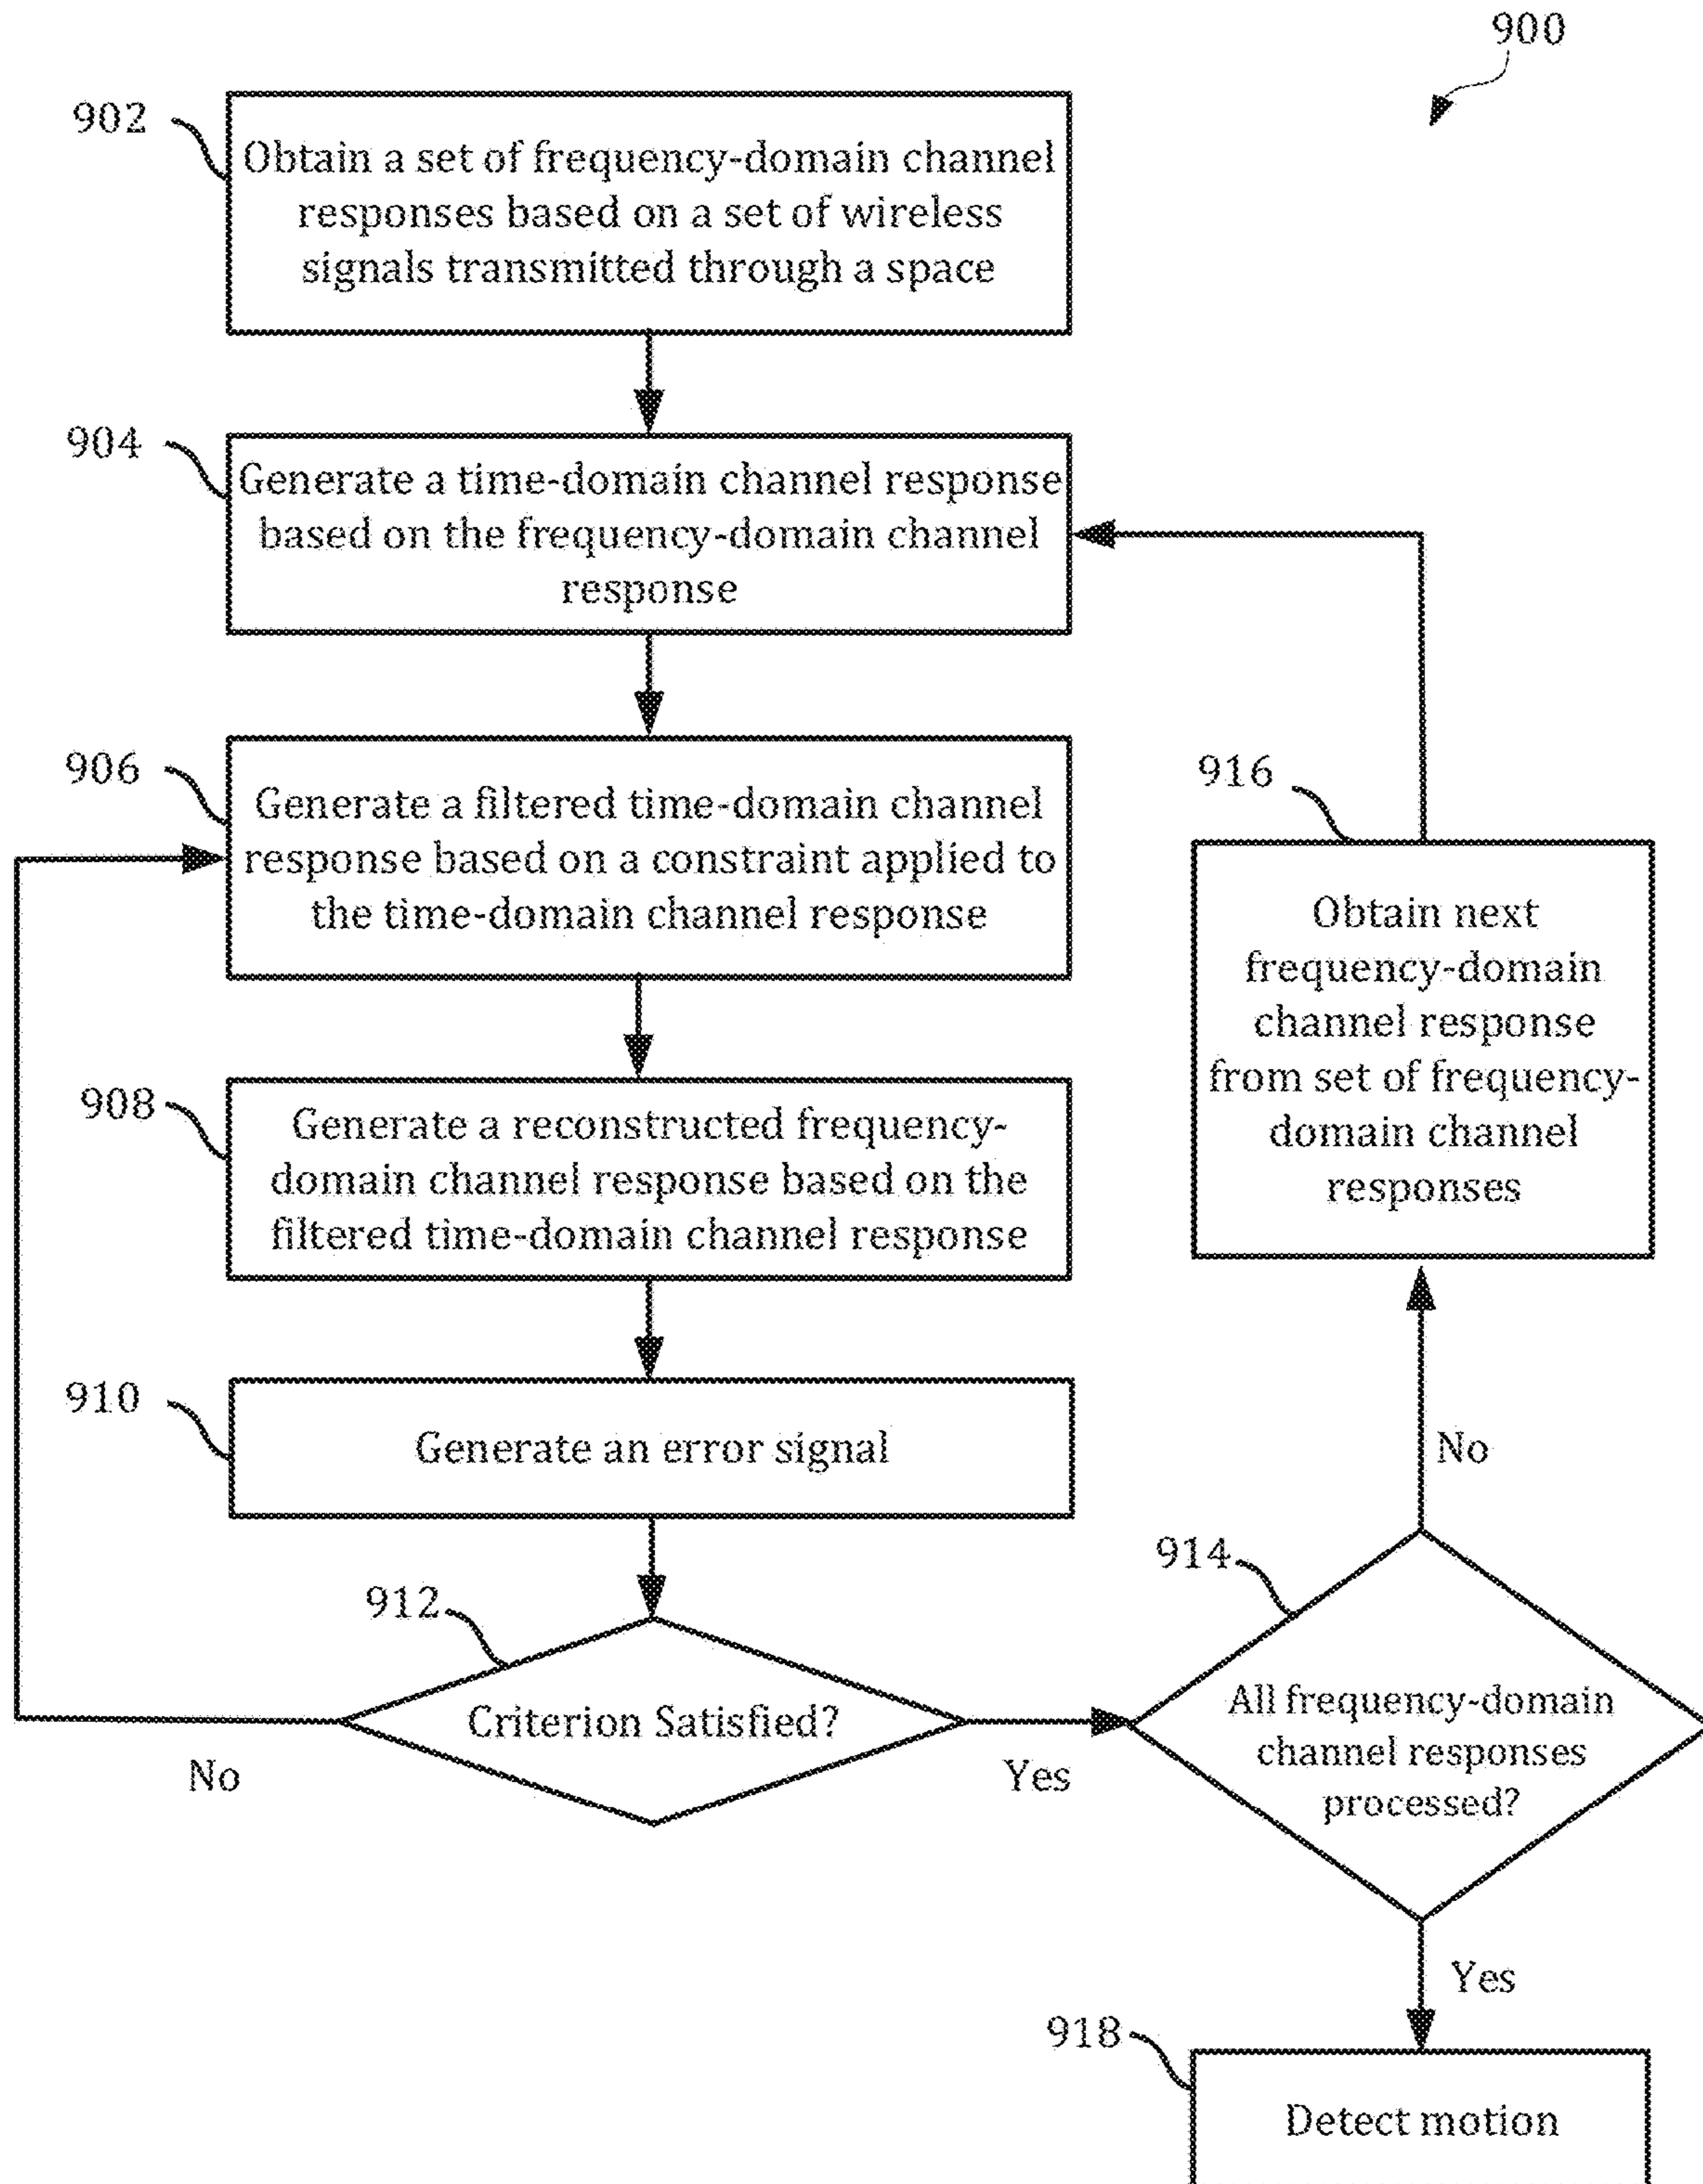 900
902
Obtain a set of frequency-domain channel
responses based on a set of wireless
signals transmitted through a space
904
Generate a time-domain channel response
based on the frequency-domain channel
response
906
Generate a filtered time-domain channel
response based on a constraint applied to
the time-domain channel response
908
Generate a reconstructed frequency-
domain channel response based on the
filtered time-domain channel response
910
Generate an error signal
912
Criterion Satisfied?
No
Yes
914
All frequency-domain
channel responses
processed?
No
916
Obtain next
frequency-domain
channel response
from set of frequency-
domain channel
responses
Yes
918
Detect motion